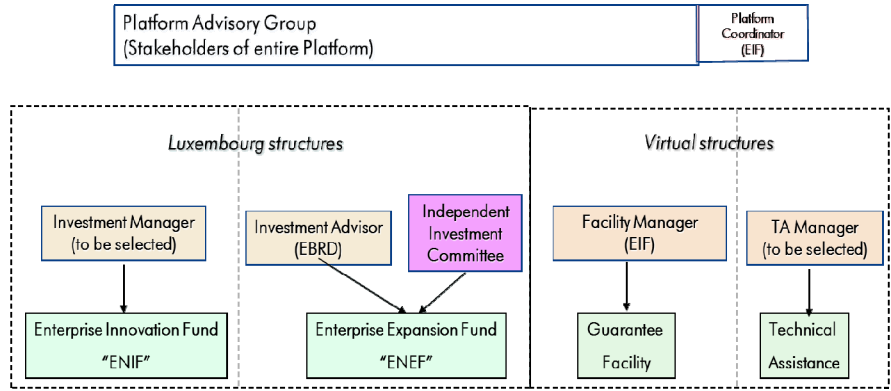 Platform Advisory Group
(Stakeholders of entire Platform)
Platform
Coordinator
(EIF)
Luxembourg structures
Virtual structures
Investment Manager
(to be selected)
Investment Advisor
(EBRD)
Independent
Investment
Committee
Facility Manager
(EIF)
TA Manager
(to be selected)
Enterprise Innovation Fund
“ENIF”
Enterprise Expansion Fund
“ENEF”
Guarantee
Facility
Technical
Assistance